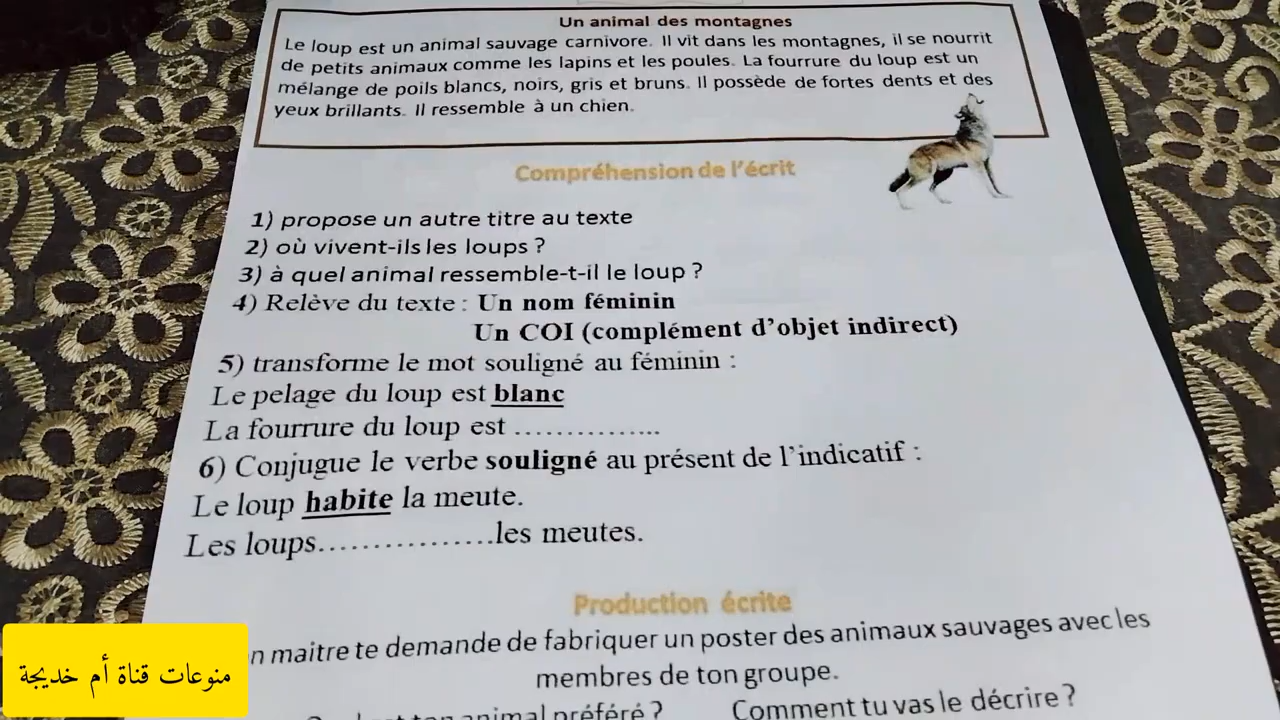 Un animal des montagnes
Le loup est un animal sauvage carnivore. Il vit dans les montagnes, il se nourrit
de petits animaux comme les lapins et les poules. La fourrure du loup est un
mélange de poils blancs, noirs, gris et bruns. Il possède de fortes dents et des
yeux brillants. Il ressemble à un chien.
Compréhension de l'écrit
1) propose un autre titre au texte
2) où vivent-ils les loups ?
3) à quel animal ressemble-t-il le loup ?
4) Relève du texte : Un nom féminin
Un COI (complément d'objet indirect)
5) transforme le mot souligné au féminin :
Le pelage du loup est blanc
La fourrure du loup est ...............
6) Conjugue le verbe souligné au présent de l'indicatif :
Le loup habite la meute.
Les loups................les meutes.
Production écrite
maitre te demande de fabriquer un poster des animaux sauvages avec les
membres de ton groupe.
animal préféré ? Comment tu vas le décrire ?
منوعات قناة أم خديجة